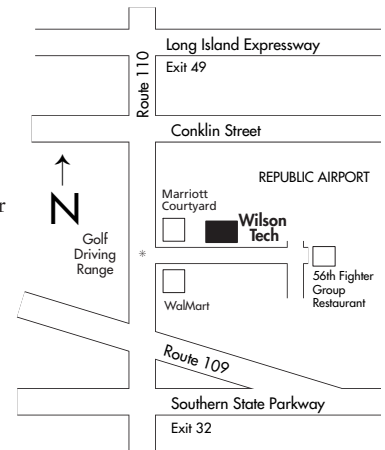 Long Island Expressway
Exit 49
Route 110
Conklin Street
REPUBLIC AIRPORT
r
N
Marriott
Courtyard
Wilson
Tech
Golf
Driving
Range
*
56th Fighter
Group
Restaurant
WalMart
Route 109
Southern State Parkway
Exit 32